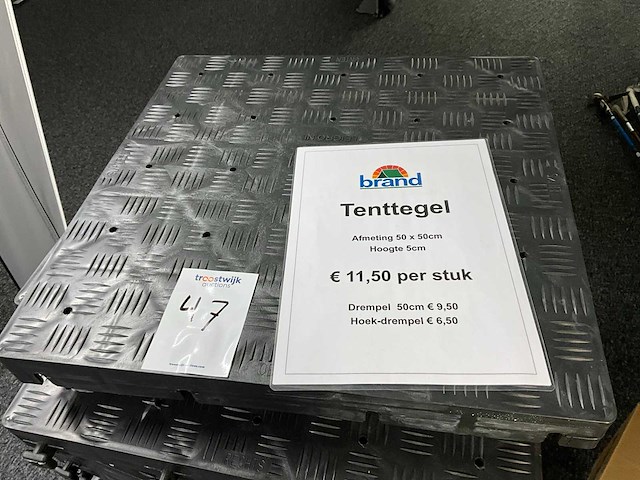 brand
Tenttegel
Afmeting 50 x 50cm
Hoogte 5cm
€ 11,50 per stuk
Drempel 50cm € 9,50
Hoek-drempel € 6,50
troostwijk
auctions
47